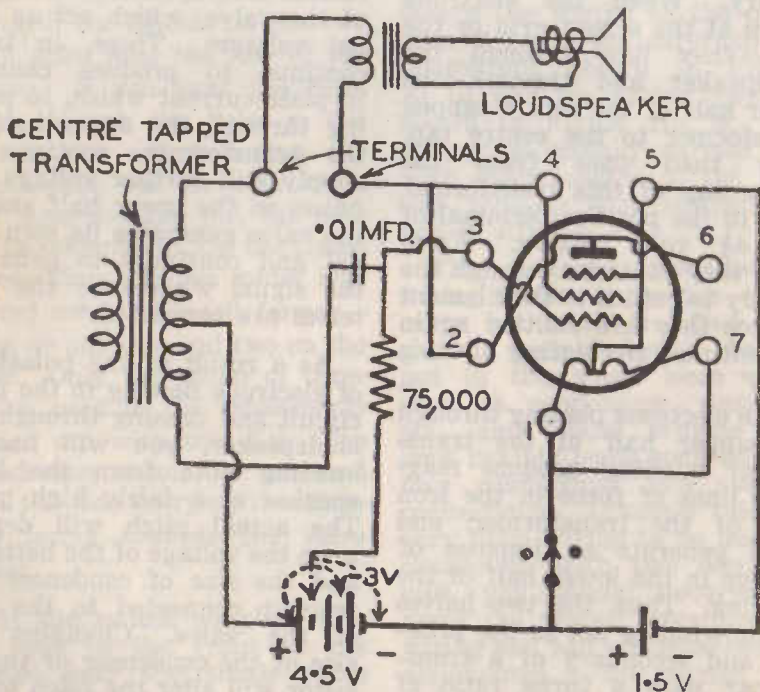 LOUDSPEAKER
CENTRE TAPPED
TRANSFORMER
TERMINALS
4
5
·01 MFD.
3
6
2
7
75,000
1
-3V
+
-
4·5 V
+
-
1·5 V